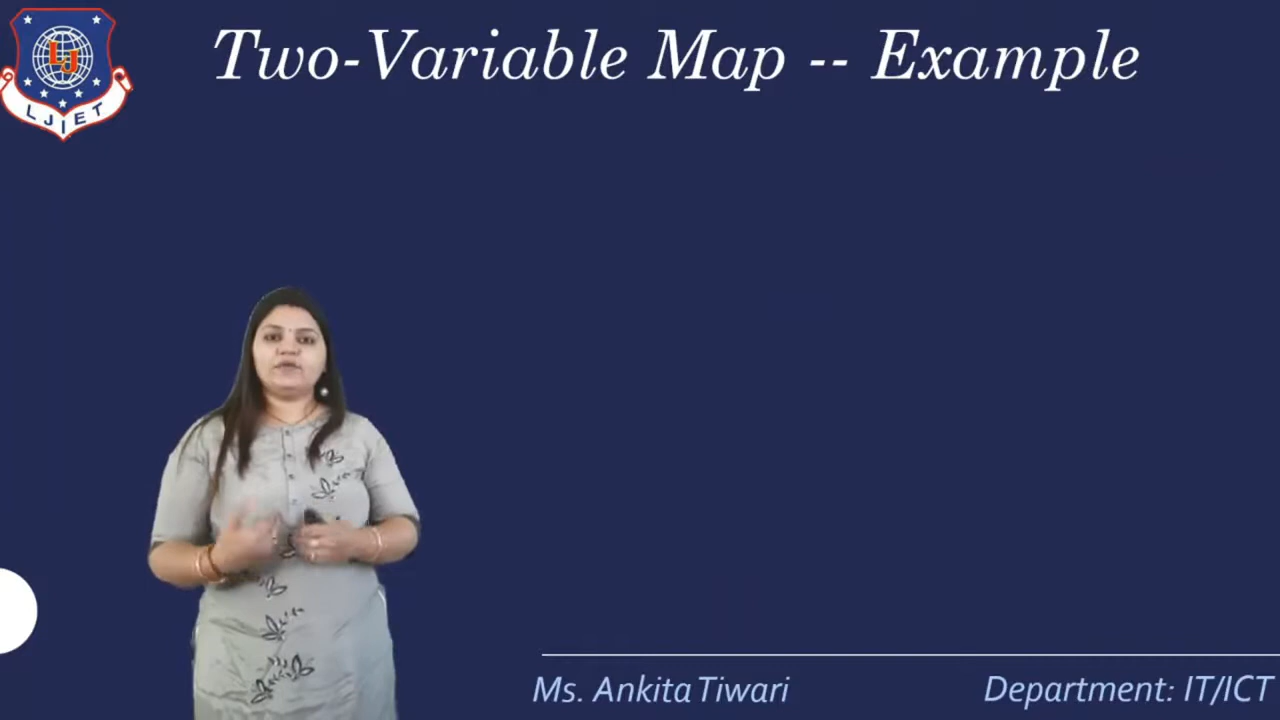 Two-Variable Map -- Example
LJ
LJIET
Ms. Ankita Tiwari
Department: IT/ICT